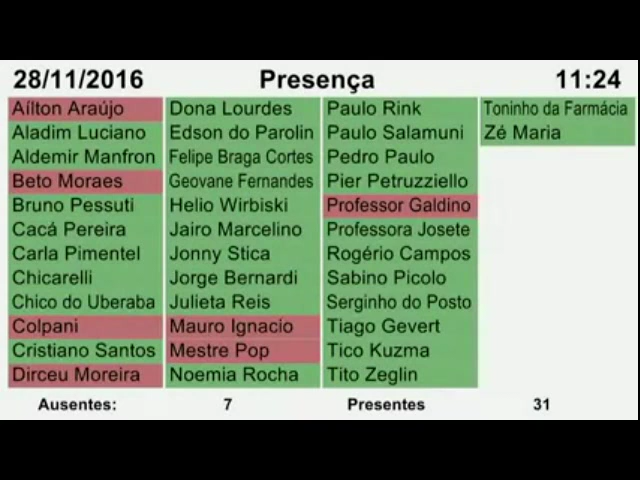 28/11/2016 Presença 11:24
Aílton Araújo Dona Lourdes Paulo Rink Toninho da Farmácia
Aladim Luciano Edson do Parolin Paulo Salamuni Zé Maria
Aldemir Manfron Felipe Braga Cortes Pedro Paulo
Beto Moraes Geovane Fernandes Pier Petruzziello
Bruno Pessuti Helio Wirbiski Professor Galdino
Cacá Pereira Jairo Marcelino Professora Josete
Carla Pimentel Jonny Stica Rogério Campos
Chicarelli Jorge Bernardi Sabino Picolo
Chico do Uberaba Julieta Reis Serginho do Posto
Colpani Mauro Ignacio Tiago Gevert
Cristiano Santos Mestre Pop Tico Kuzma
Dirceu Moreira Noemia Rocha Tito Zeglin
Ausentes: 7 Presentes 31